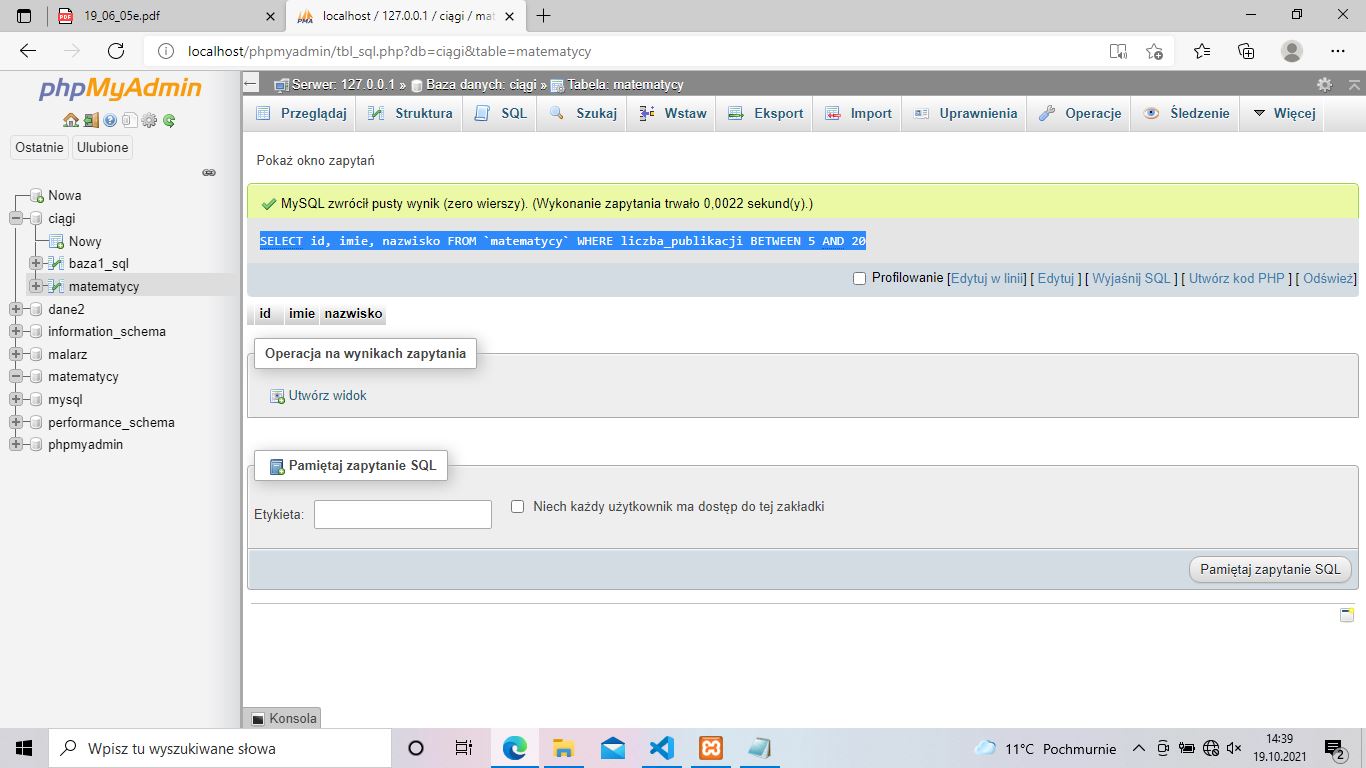 19_06_05e.pdf
localhost / 127.0.0.1 / ciągi / mat
localhost/phpmyadmin/tbl_sql.php?db=ciągi&table=matematycy
phpMyAdmin
Ostatnie Ulubione
Nowa
ciągi
Nowy
baza1_sql
matematycy
dane2
information_schema
malarz
matematycy
mysql
performance_schema
phpmyadmin
Serwer: 127.0.0.1 » Baza danych: ciągi » Tabela: matematycy
Przeglądaj Struktura SQL Szukaj Wstaw Eksport Import Uprawnienia Operacje Śledzenie Więcej
Pokaż okno zapytań
MySQL zwrócił pusty wynik (zero wierszy). (Wykonanie zapytania trwało 0,0022 sekund(y).)
SELECT id, imie, nazwisko FROM `matematycy` WHERE liczba_publikacji BETWEEN 5 AND 20
Profilowanie [Edytuj w linii] [ Edytuj ] [ Wyjaśnij SQL ] [ Utwórz kod PHP ] [ Odśwież]
id imie nazwisko
Operacja na wynikach zapytania
Utwórz widok
Pamiętaj zapytanie SQL
Etykieta: Niech każdy użytkownik ma dostęp do tej zakładki
Pamiętaj zapytanie SQL
Konsola
Wpisz tu wyszukiwane słowa
11°C Pochmurnie
14:39
19.10.2021
2